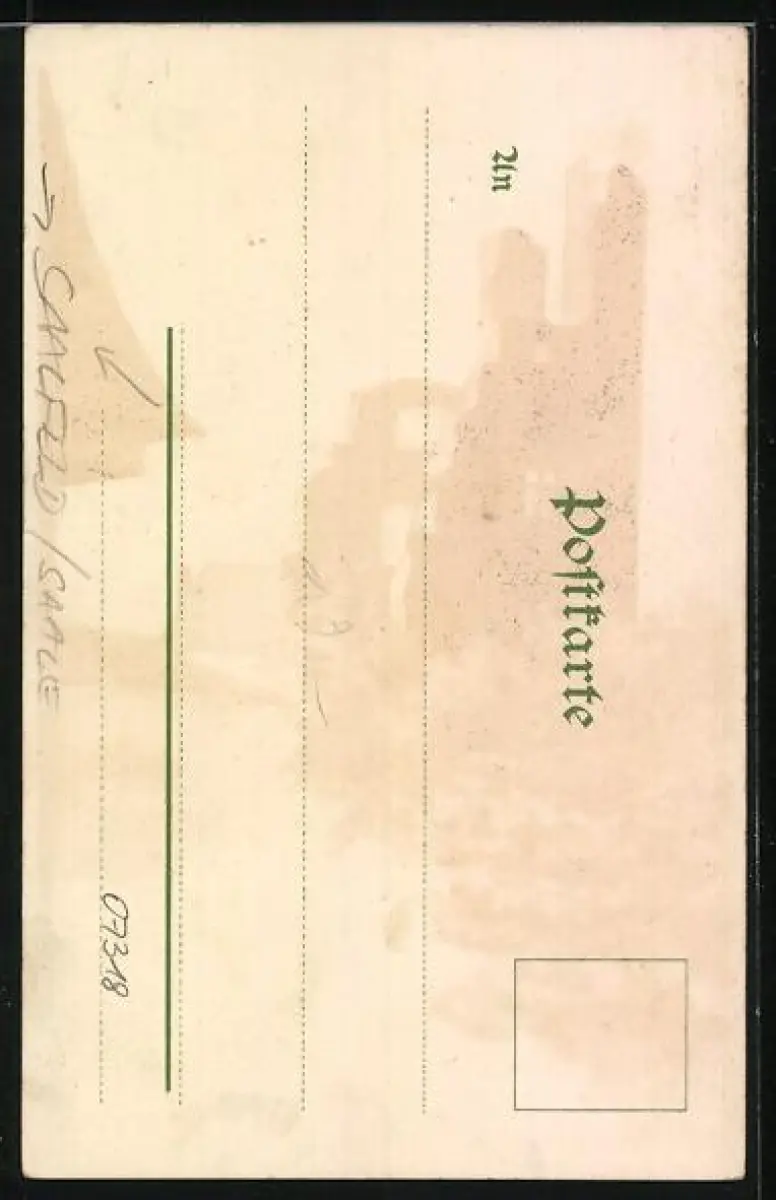 Postkarte
An
07318
→ SAALFELD / SAALE